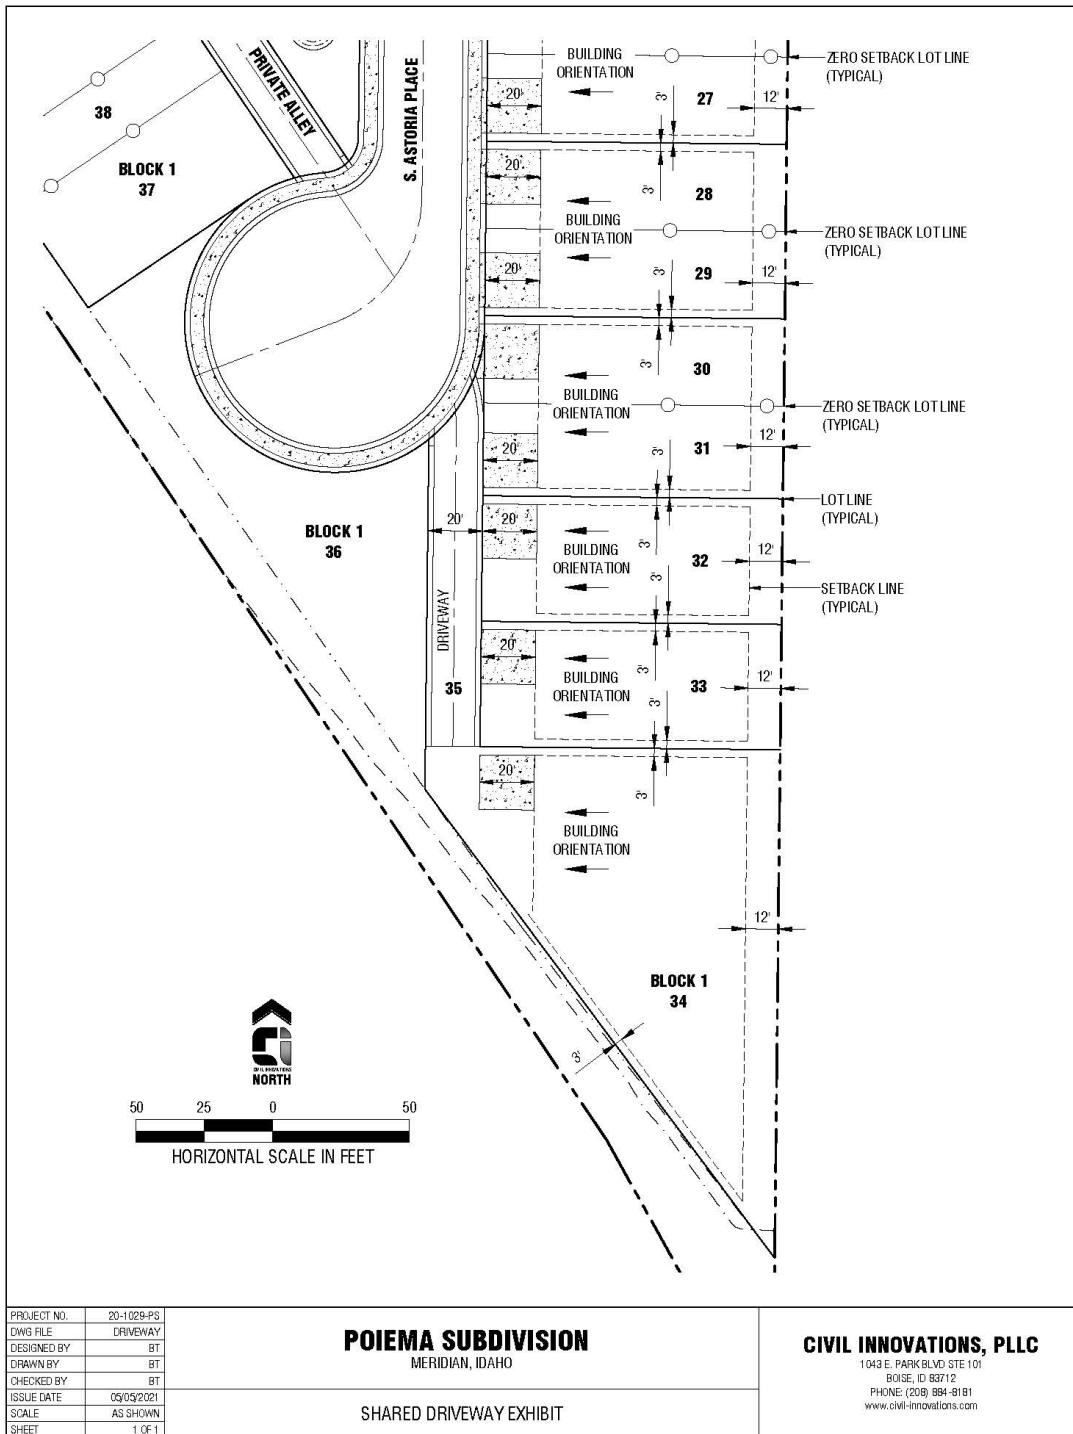 PRIVATE ALLEY
S. ASTORIA PLACE
38
BLOCK 1
37
BUILDING
ORIENTATION
ZERO SETBACK LOT LINE
(TYPICAL)
20'
27
3'
12'
3'
20'
28
BUILDING
ORIENTATION
ZERO SETBACK LOT LINE
(TYPICAL)
20'
29
3'
12'
3'
30
BUILDING
ORIENTATION
ZERO SETBACK LOT LINE
(TYPICAL)
20'
31
3'
12'
LOT LINE
(TYPICAL)
BLOCK 1
36
20'
20'
3'
BUILDING
ORIENTATION
32
12'
3'
SETBACK LINE
(TYPICAL)
DRIVEWAY
35
20'
3'
BUILDING
ORIENTATION
33
12'
3'
20'
3'
BUILDING
ORIENTATION
12'
BLOCK 1
34
3'
CIVIL INNOVATIONS
NORTH
50 25 0 50
HORIZONTAL SCALE IN FEET
PROJECT NO. 20-1029-PS
DWG FILE DRIVEWAY
DESIGNED BY BT
DRAWN BY BT
CHECKED BY BT
ISSUE DATE 05/05/2021
SCALE AS SHOWN
SHEET 1 OF 1
POIEMA SUBDIVISION
MERIDIAN, IDAHO
SHARED DRIVEWAY EXHIBIT
CIVIL INNOVATIONS, PLLC
1043 E. PARK BLVD STE 101
BOISE, ID 83712
PHONE: (208) 884-8181
www.civil-innovations.com